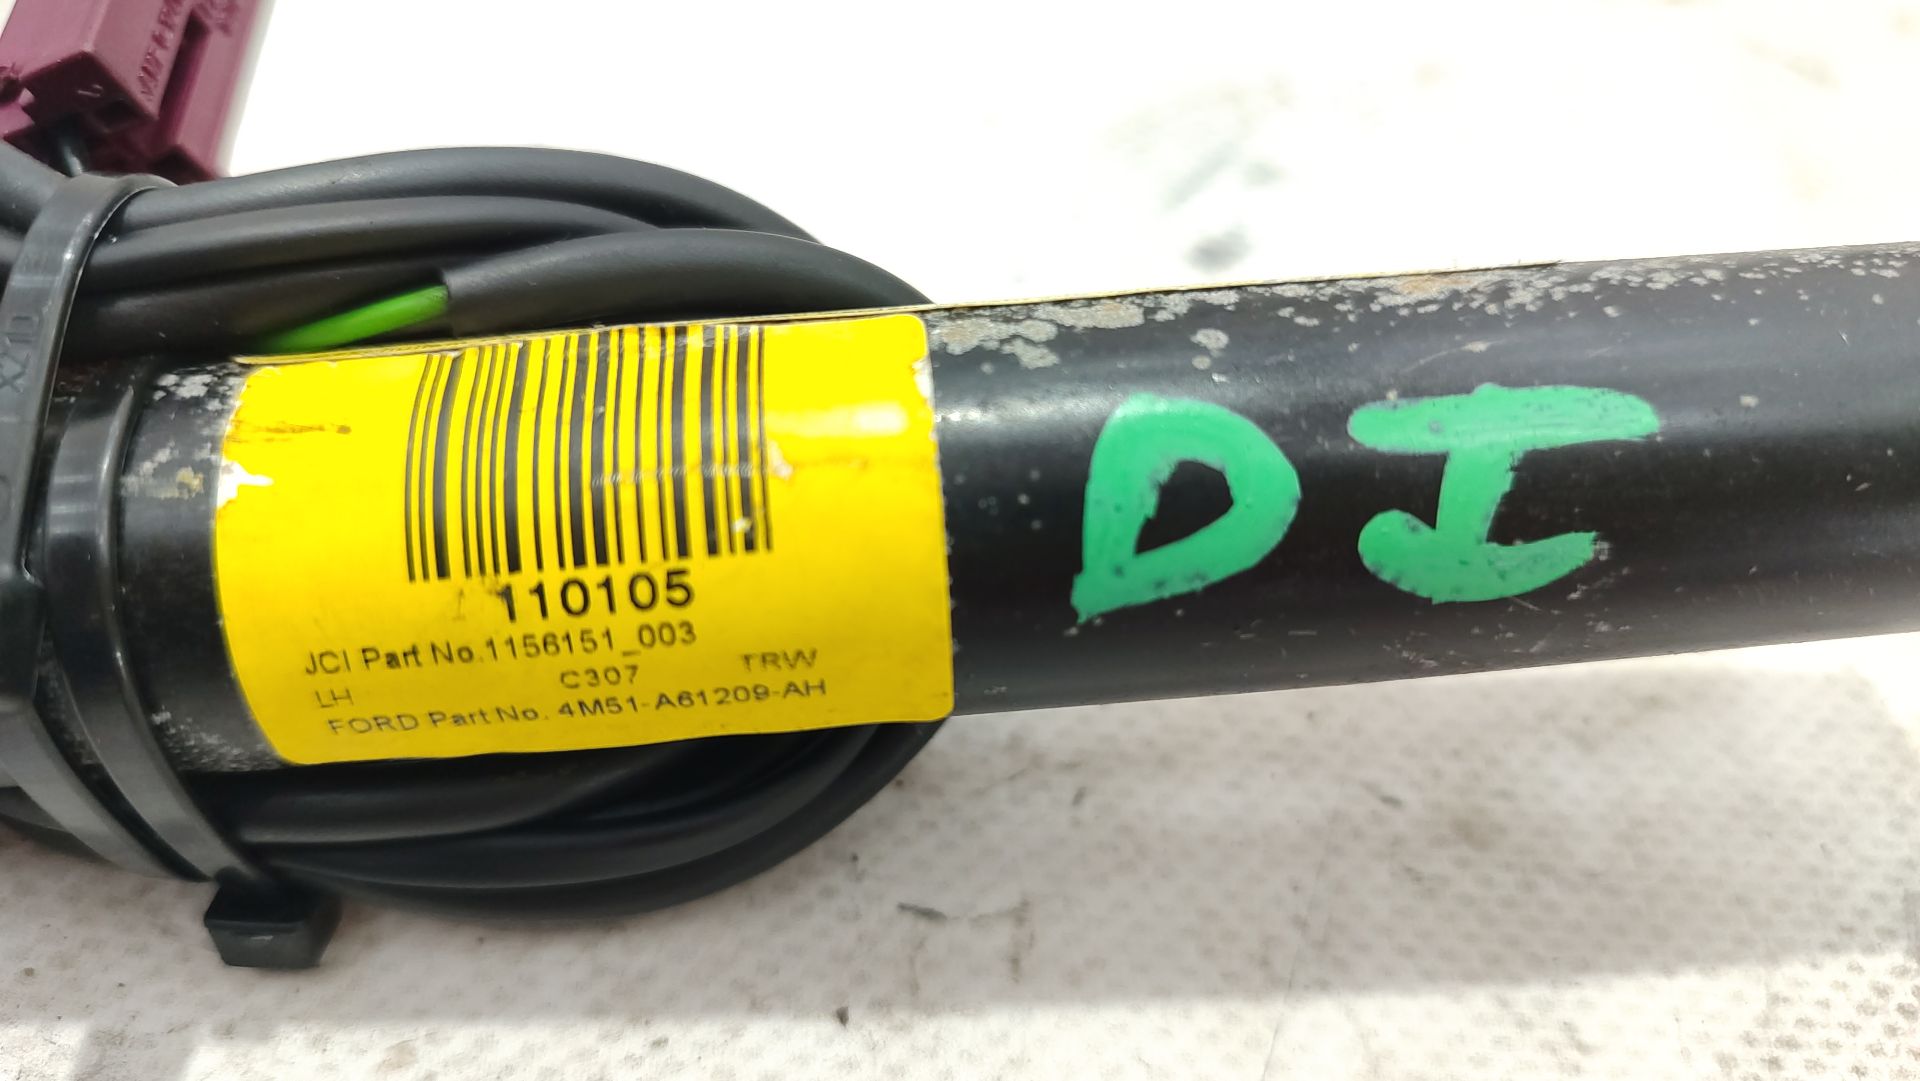 110105
JCI Part No.1156151_003
LH C307 TRW
FORD Part No. 4M51-A61209-AH
DI